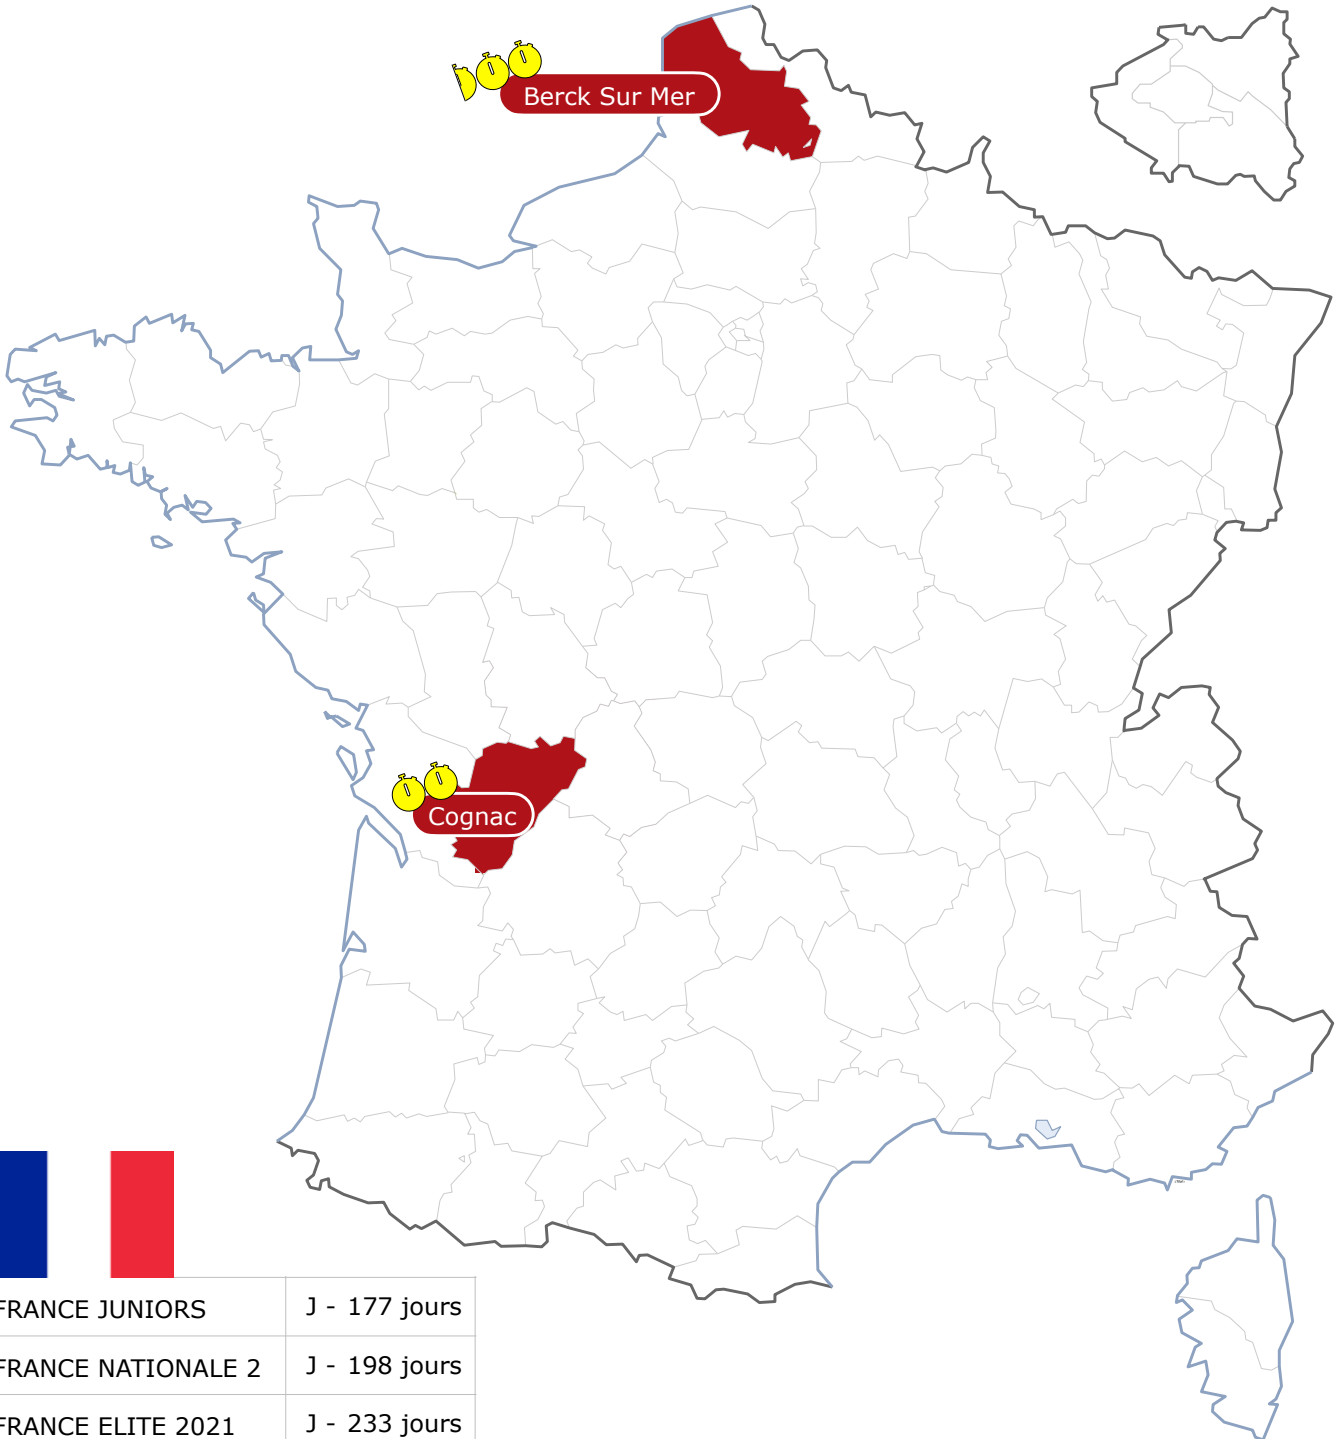 Berck Sur Mer
Cognac
FRANCE JUNIORS J - 177 jours
FRANCE NATIONALE 2 J - 198 jours
FRANCE ELITE 2021 J - 233 jours